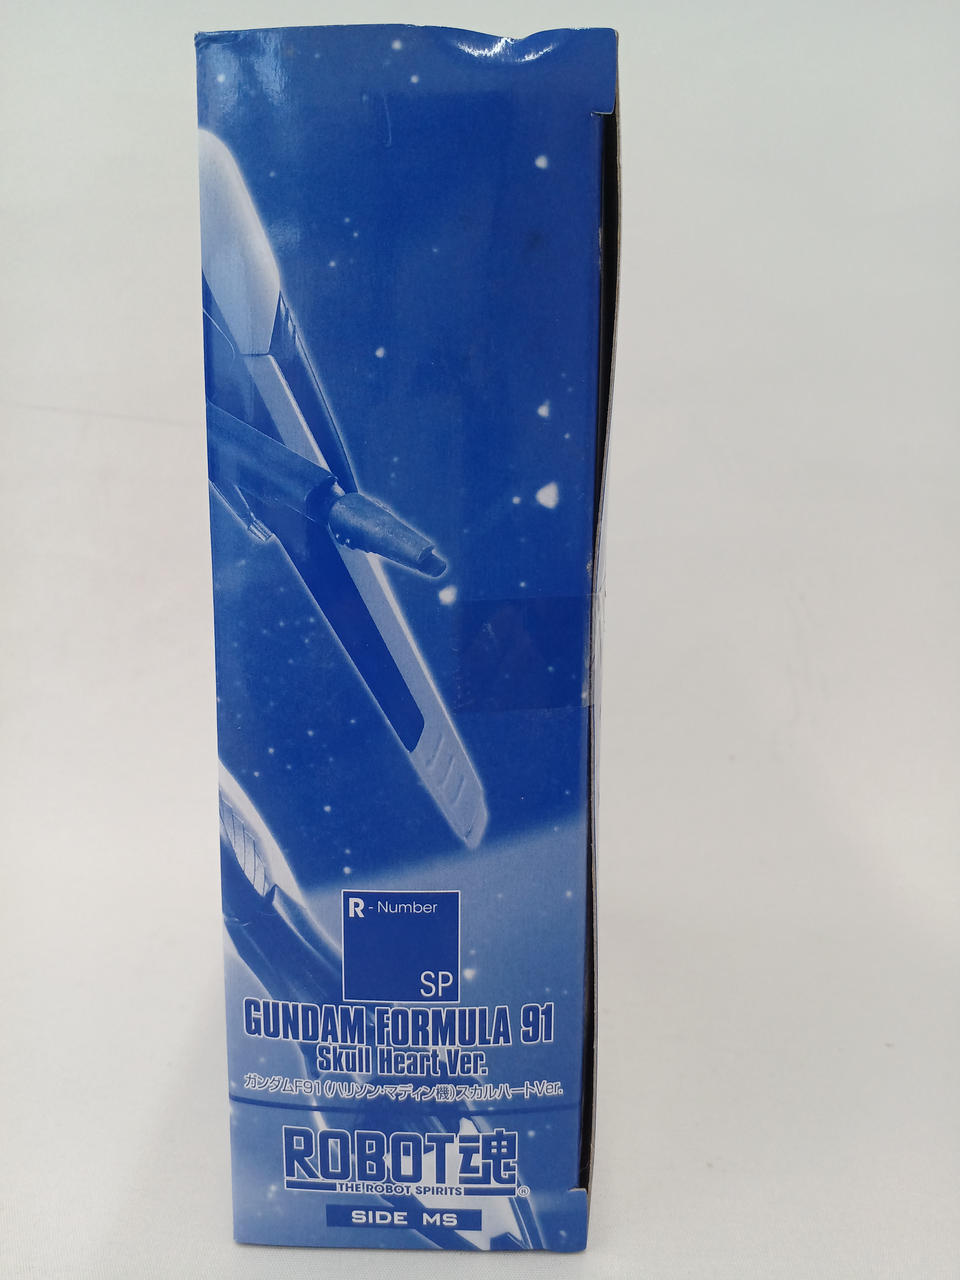 R - Number
SP
GUNDAM FORMULA 91
Skull Heart Ver.
ガンダムF91(ハリソン・マディン機)スカルハートVer.
ROBOT魂
THE ROBOT SPIRITS
®
SIDE MS